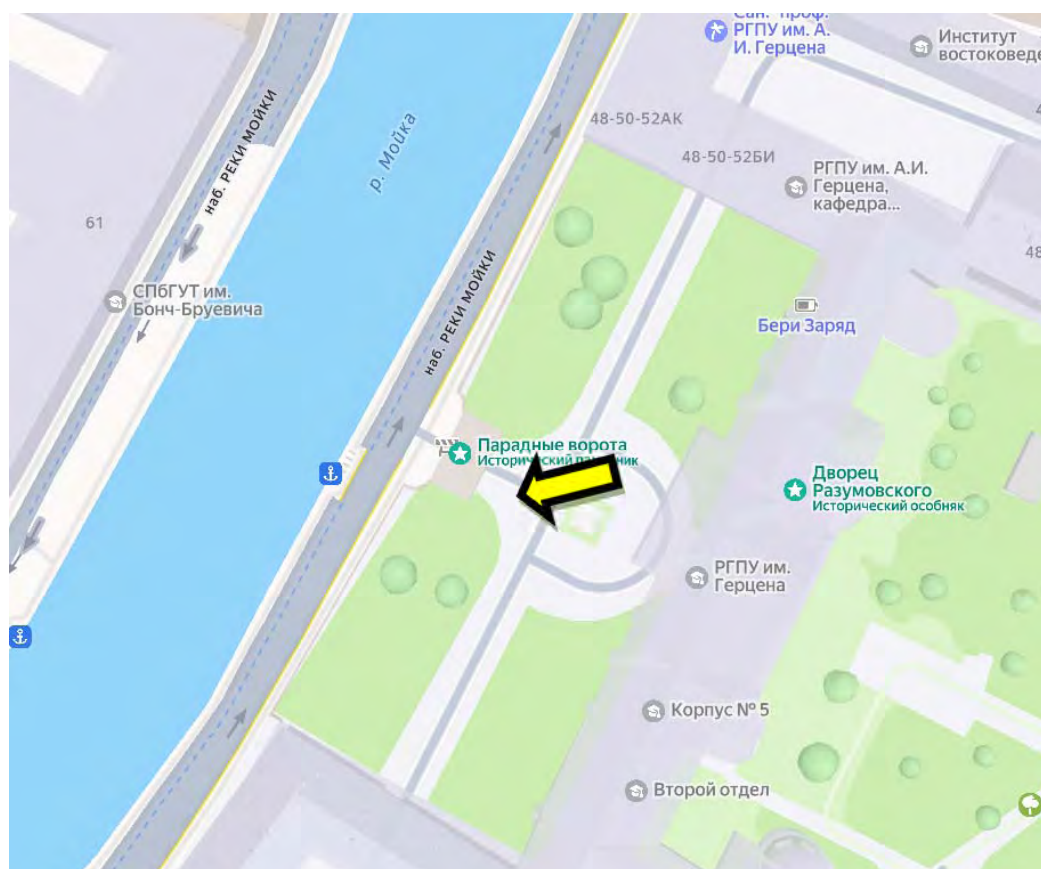 Сан.-проф.
РГПУ им. А.
И. Герцена
Институт
48-50-52АК
48-50-52БИ
РГПУ им. А.И.
Герцена,
кафедра...
наб. РЕКИ МОЙКИ
р. Мойка
61
48
СПбГУТ им.
Бонч-Бруевича
наб. РЕКИ МОЙКИ
Бери Заряд
Парадные ворота
Исторический
Дворец
Разумовского
Исторический особняк
РГПУ им.
Герцена
Корпус № 5
Второй отдел